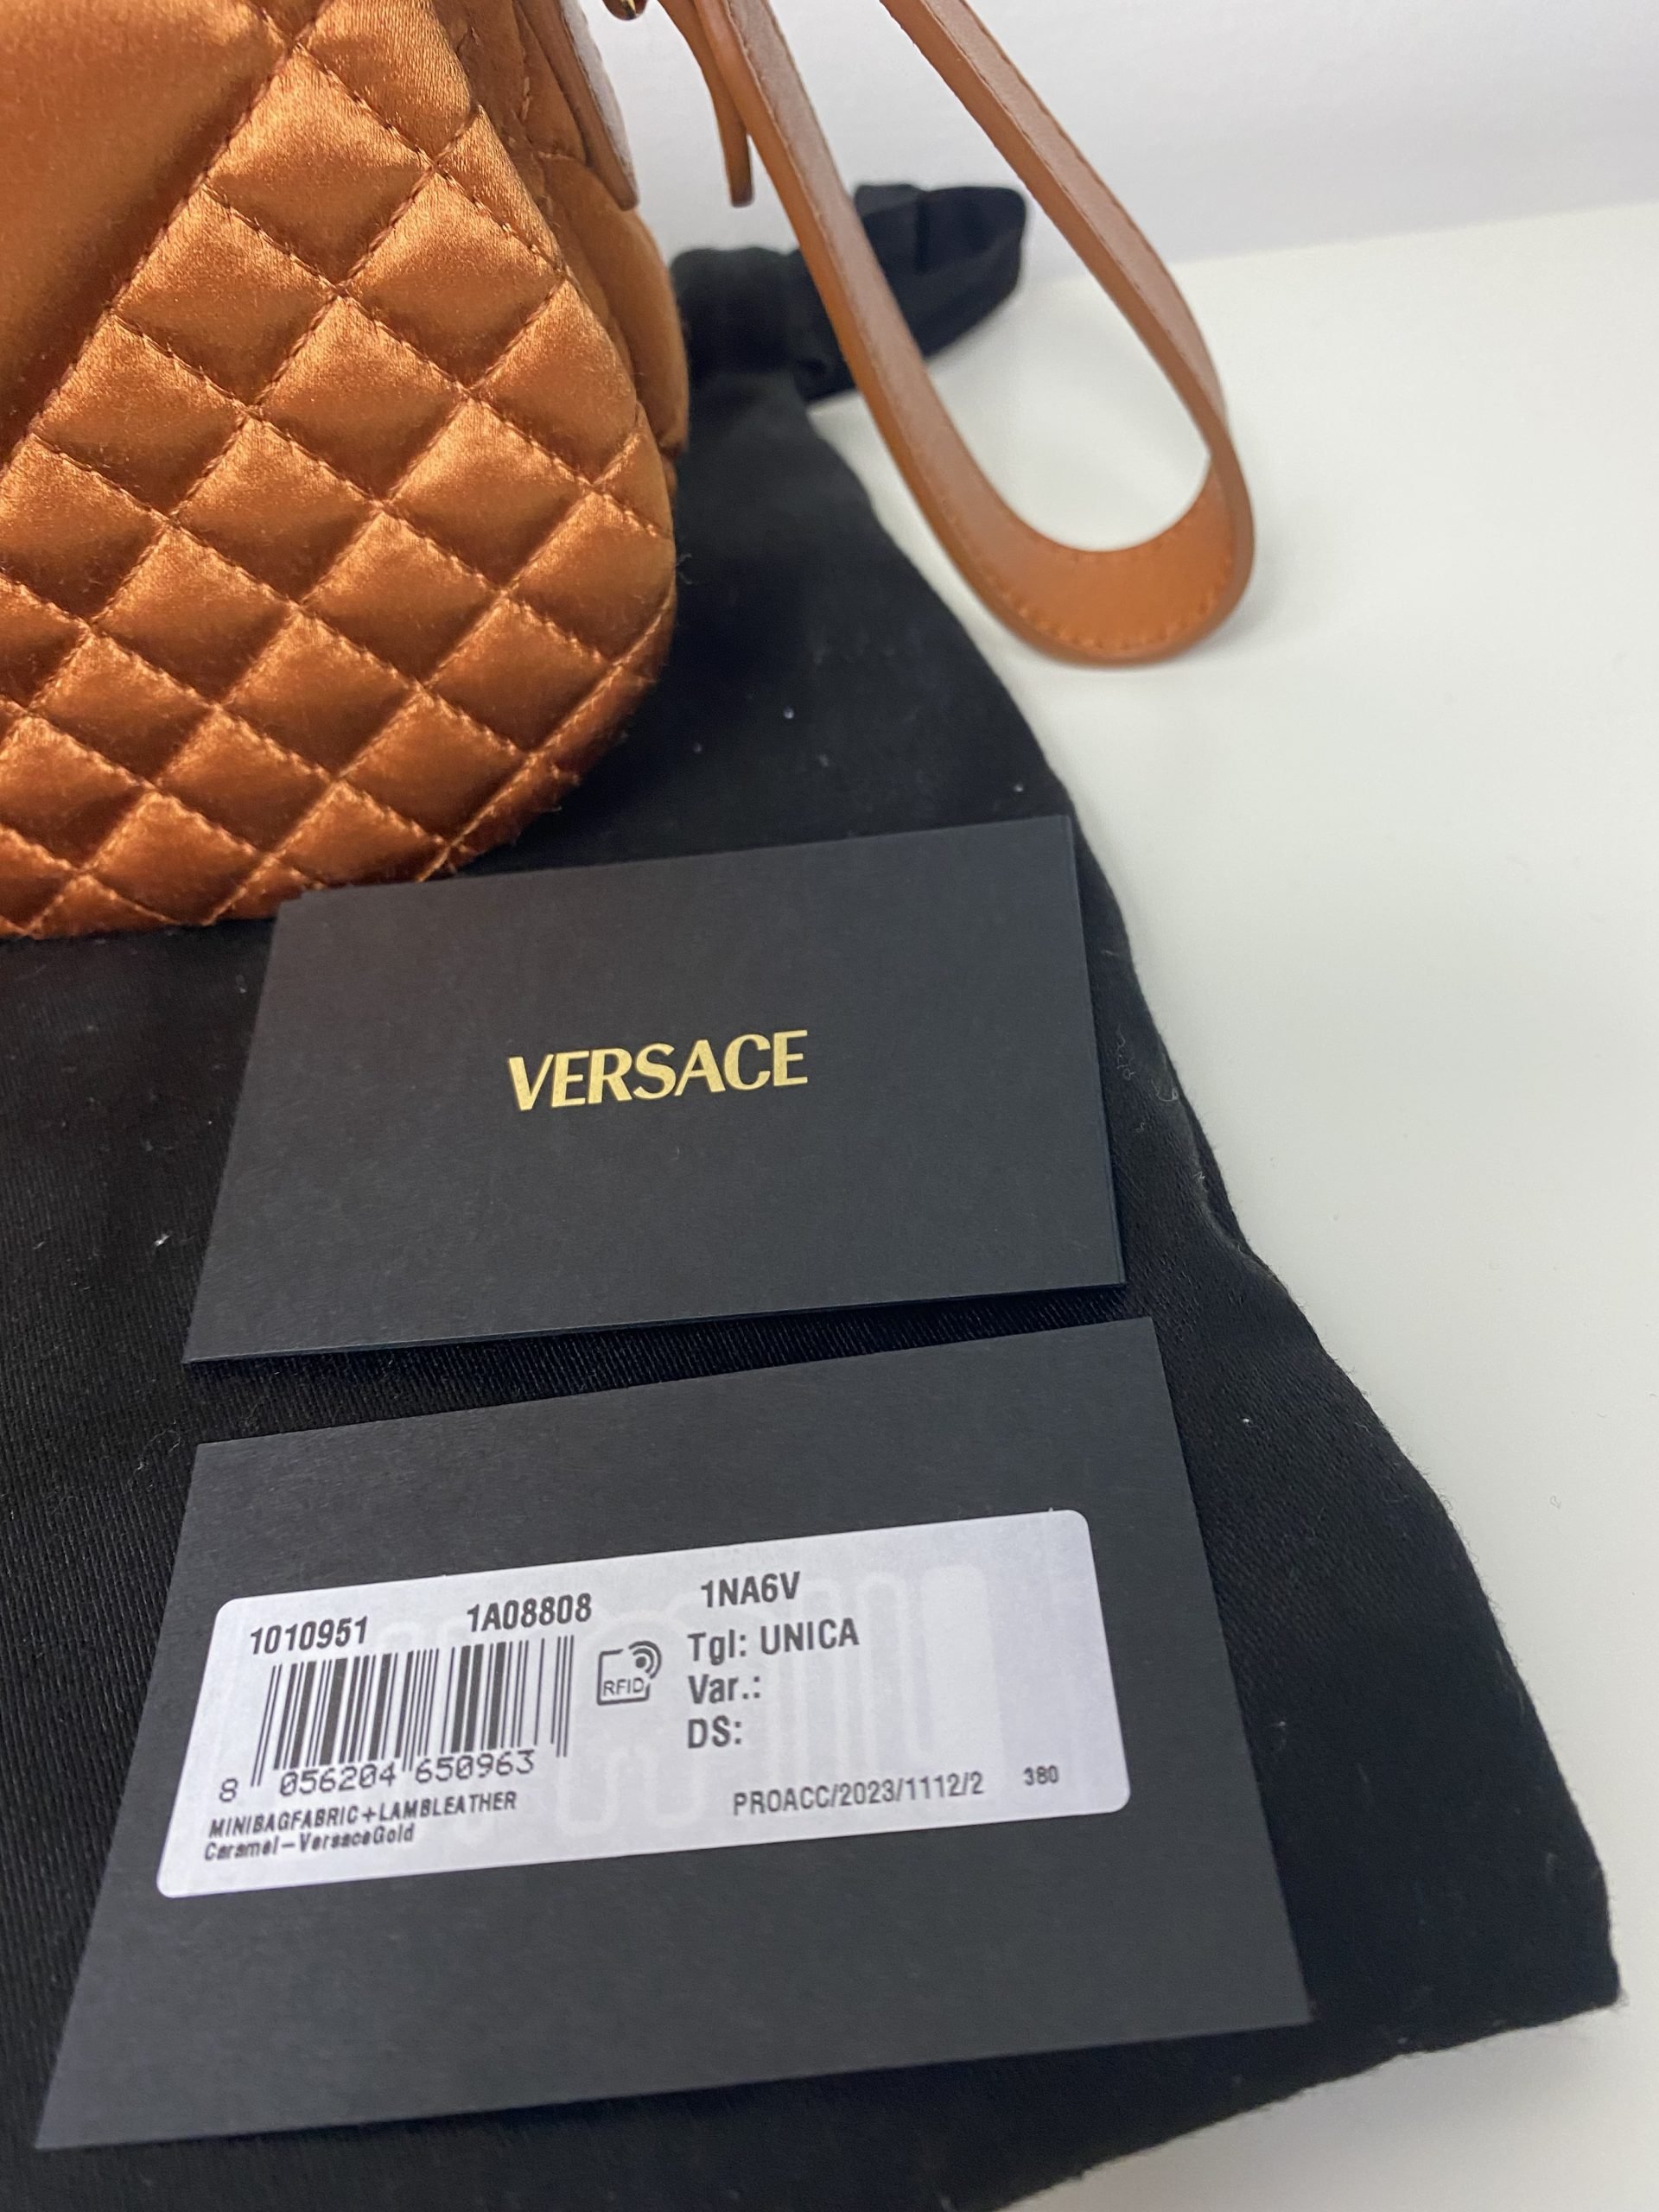 VERSACE
1010951 1A08808 1NA6V
RFID
Tgl: UNICA
Var.:
DS:
8 056204 650963
MINIBAGFABRIC+LAMBLEATHER
Caramel-VersaceGold
PROACC/2023/1112/2 380